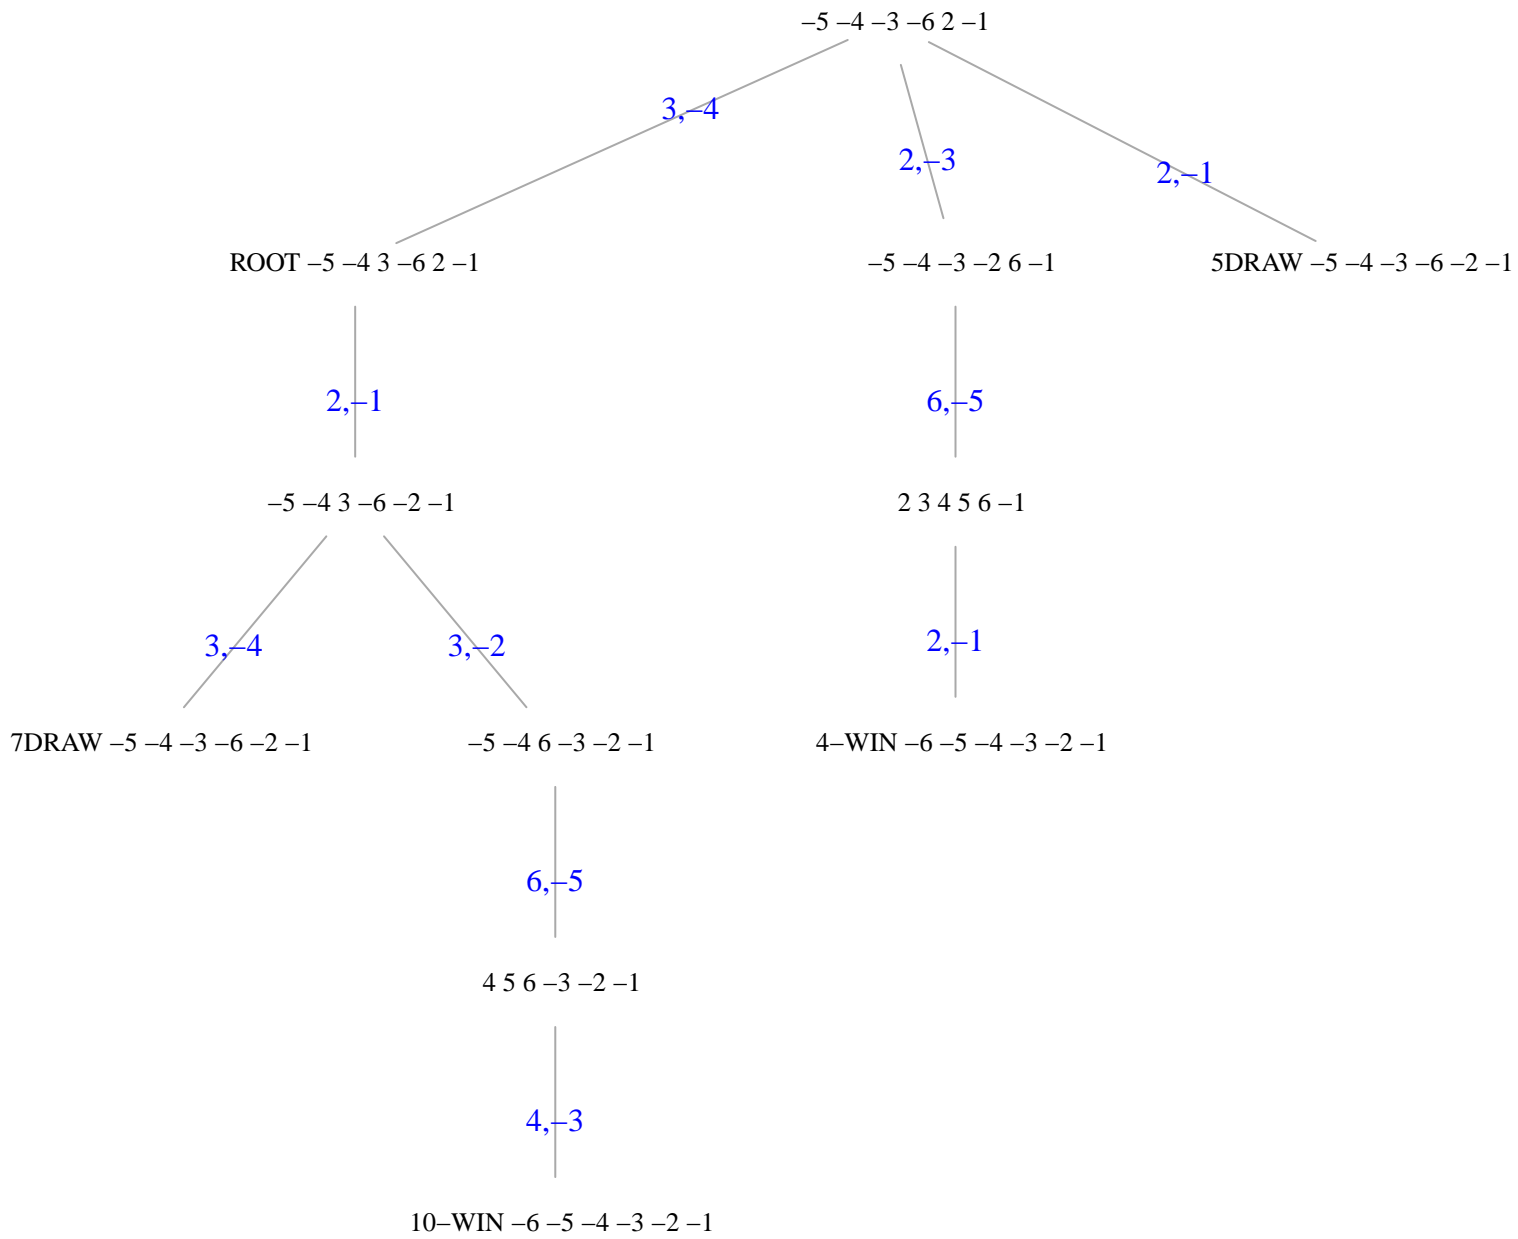 –5 –4 –3 –6 2 –1
3,–4
2,–3
2,–1
ROOT –5 –4 3 –6 2 –1
–5 –4 –3 –2 6 –1
5DRAW –5 –4 –3 –6 –2 –1
2,–1
6,–5
–5 –4 3 –6 –2 –1
2 3 4 5 6 –1
3,–4
3,–2
2,–1
7DRAW –5 –4 –3 –6 –2 –1
–5 –4 6 –3 –2 –1
4–WIN –6 –5 –4 –3 –2 –1
6,–5
4 5 6 –3 –2 –1
4,–3
10–WIN –6 –5 –4 –3 –2 –1